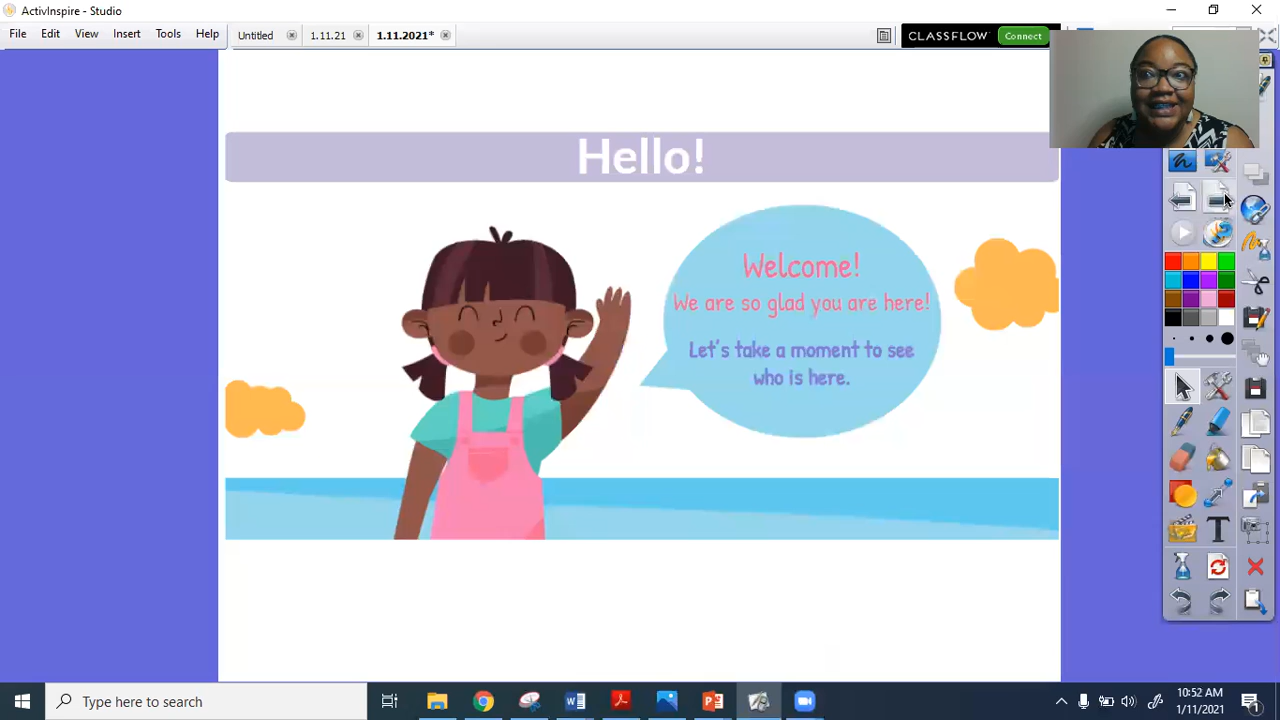 ActivInspire - Studio
File Edit View Insert Tools Help Untitled 1.11.21 1.11.2021* CLASSFLOW Connect
Hello!
Welcome!
We are so glad you are here!
Let's take a moment to see
who is here.
T
Type here to search
10:52 AM
1/11/2021
1